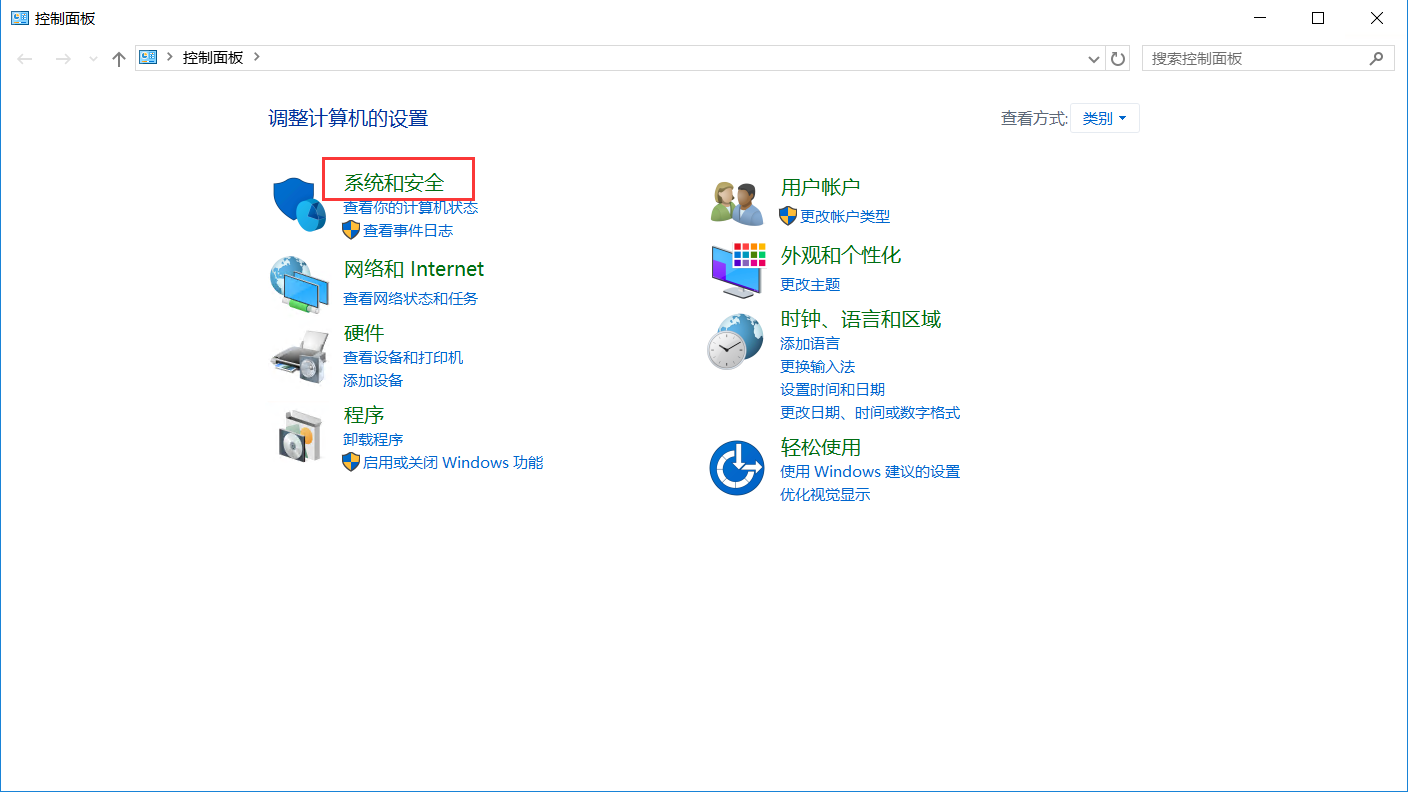 控制面板
控制面板
搜索控制面板
调整计算机的设置
查看方式: 类别
系统和安全
查看你的计算机状态
查看事件日志
网络和 Internet
查看网络状态和任务
硬件
查看设备和打印机
添加设备
程序
卸载程序
启用或关闭 Windows 功能
用户帐户
更改帐户类型
外观和个性化
更改主题
时钟、语言和区域
添加语言
更换输入法
设置时间和日期
更改日期、时间或数字格式
轻松使用
使用 Windows 建议的设置
优化视觉显示